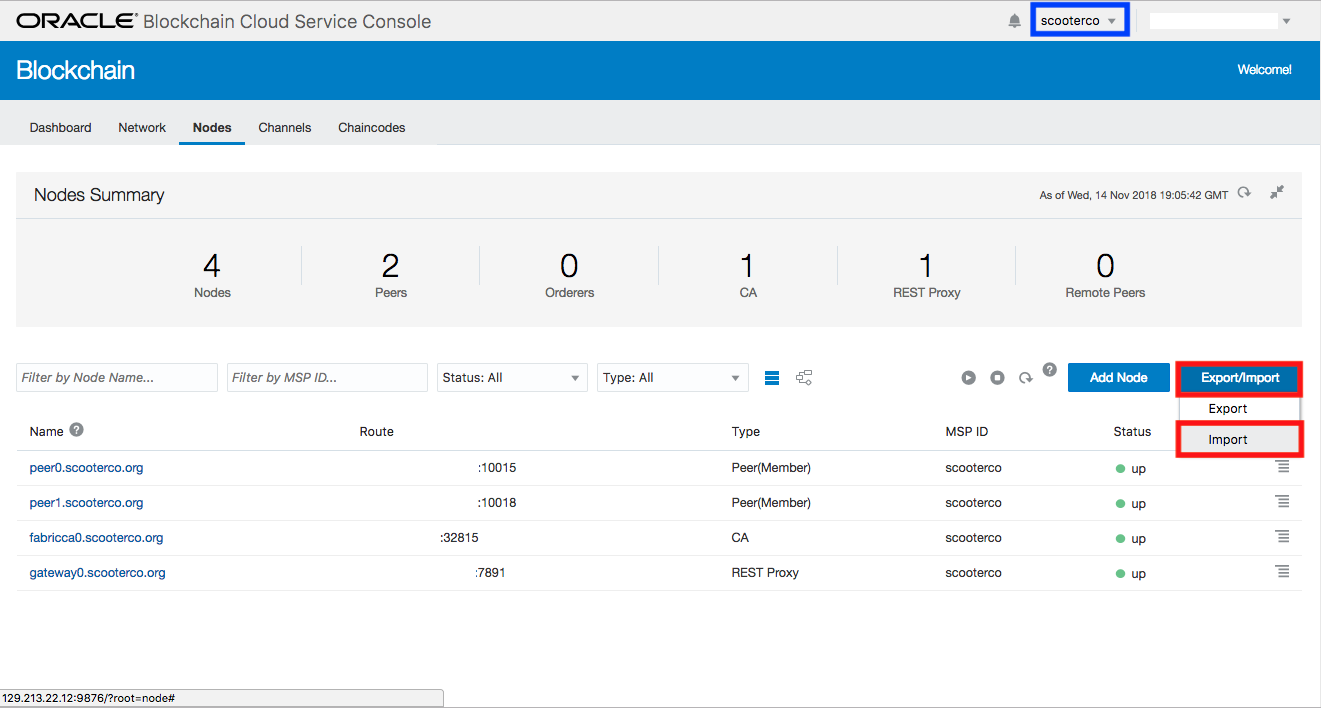 ORACLE® Blockchain Cloud Service Console scooterco
Blockchain Welcome!
Dashboard Network Nodes Channels Chaincodes
Nodes Summary As of Wed, 14 Nov 2018 19:05:42 GMT
4 2 0 1 1 0
Nodes Peers Orderers CA REST Proxy Remote Peers
Filter by Node Name... Filter by MSP ID... Status: All Type: All ? Add Node Export/Import
Export
Import
Name ? Route Type MSP ID Status
peer0.scooterco.org :10015 Peer(Member) scooterco up
peer1.scooterco.org :10018 Peer(Member) scooterco up
fabricca0.scooterco.org :32815 CA scooterco up
gateway0.scooterco.org :7891 REST Proxy scooterco up
129.213.22.12:9876/?root=node#